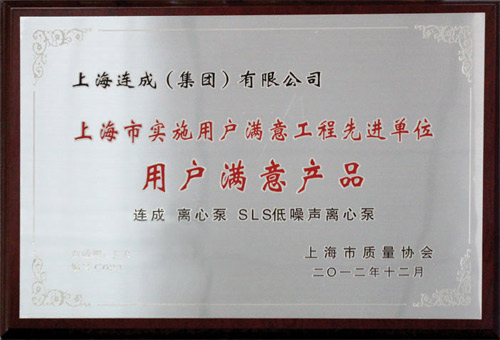 上海连成（集团）有限公司
上海市实施用户满意工程先进单位
用户满意产品
连成 离心泵 SLS低噪声离心泵
上海市质量协会
二〇一二年十二月